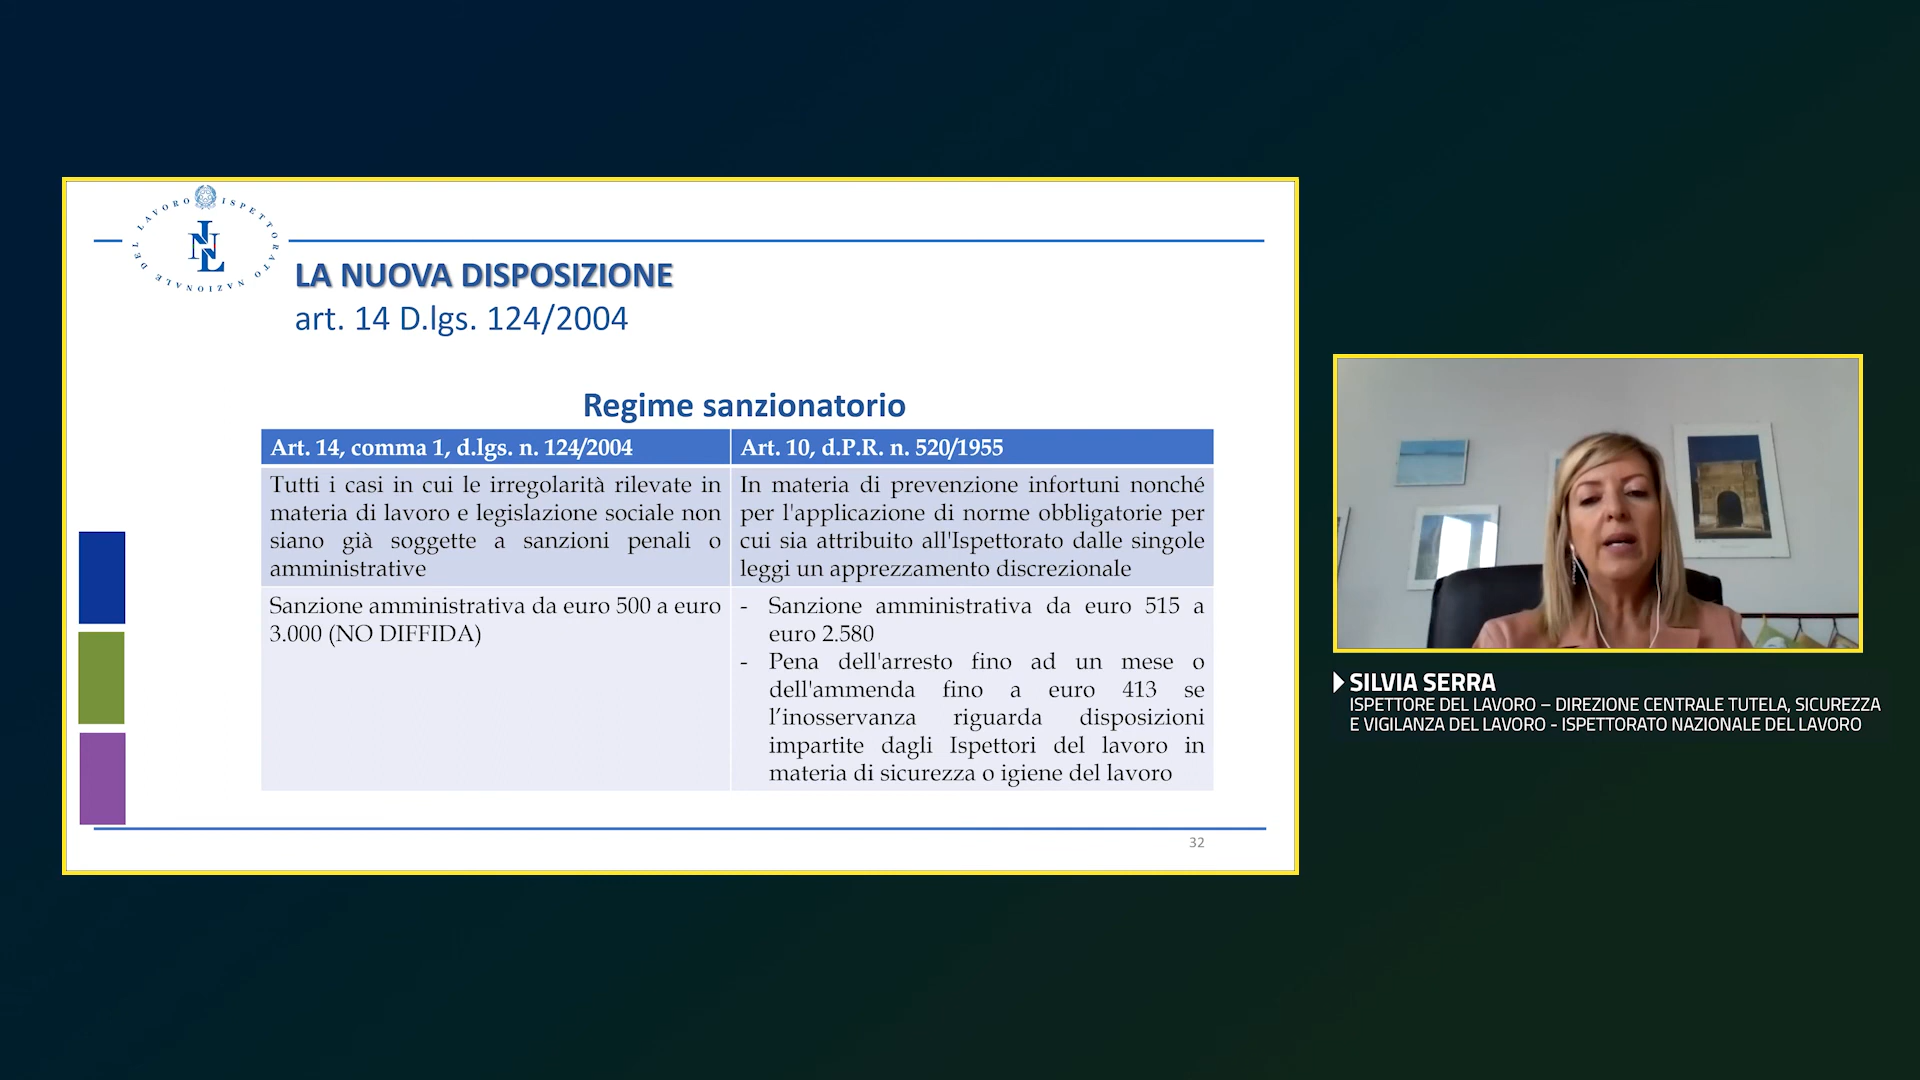 ISPETTORATO NAZIONALE DEL LAVORO
INL
LA NUOVA DISPOSIZIONE
art. 14 D.lgs. 124/2004
Regime sanzionatorio
Art. 14, comma 1, d.lgs. n. 124/2004
Tutti i casi in cui le irregolarità rilevate in
materia di lavoro e legislazione sociale non
siano già soggette a sanzioni penali o
amministrative
Art. 10, d.P.R. n. 520/1955
In materia di prevenzione infortuni nonché
per l'applicazione di norme obbligatorie per
cui sia attribuito all'Ispettorato dalle singole
leggi un apprezzamento discrezionale
Sanzione amministrativa da euro 500 a euro
3.000 (NO DIFFIDA)
- Sanzione amministrativa da euro 515 a
euro 2.580
- Pena dell'arresto fino ad un mese o
dell'ammenda fino a euro 413 se
l’inosservanza riguarda disposizioni
impartite dagli Ispettori del lavoro in
materia di sicurezza o igiene del lavoro
32
SILVIA SERRA
ISPETTORE DEL LAVORO – DIREZIONE CENTRALE TUTELA, SICUREZZA
E VIGILANZA DEL LAVORO - ISPETTORATO NAZIONALE DEL LAVORO